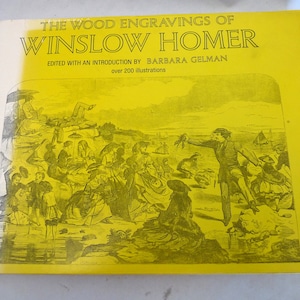 THE WOOD ENGRAVINGS OF
WINSLOW HOMER
EDITED WITH AN INTRODUCTION BY BARBARA GELMAN
over 200 illustrations